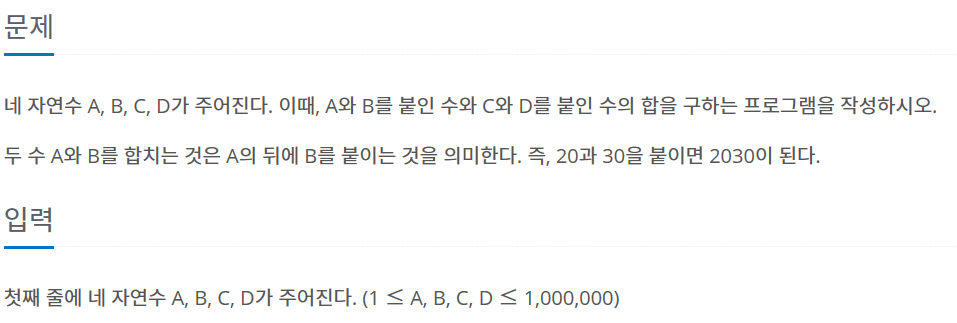 문제
네 자연수 A, B, C, D가 주어진다. 이때, A와 B를 붙인 수와 C와 D를 붙인 수의 합을 구하는 프로그램을 작성하시오.
두 수 A와 B를 합치는 것은 A의 뒤에 B를 붙이는 것을 의미한다. 즉, 20과 30을 붙이면 2030이 된다.
입력
첫째 줄에 네 자연수 A, B, C, D가 주어진다. (1 ≤ A, B, C, D ≤ 1,000,000)